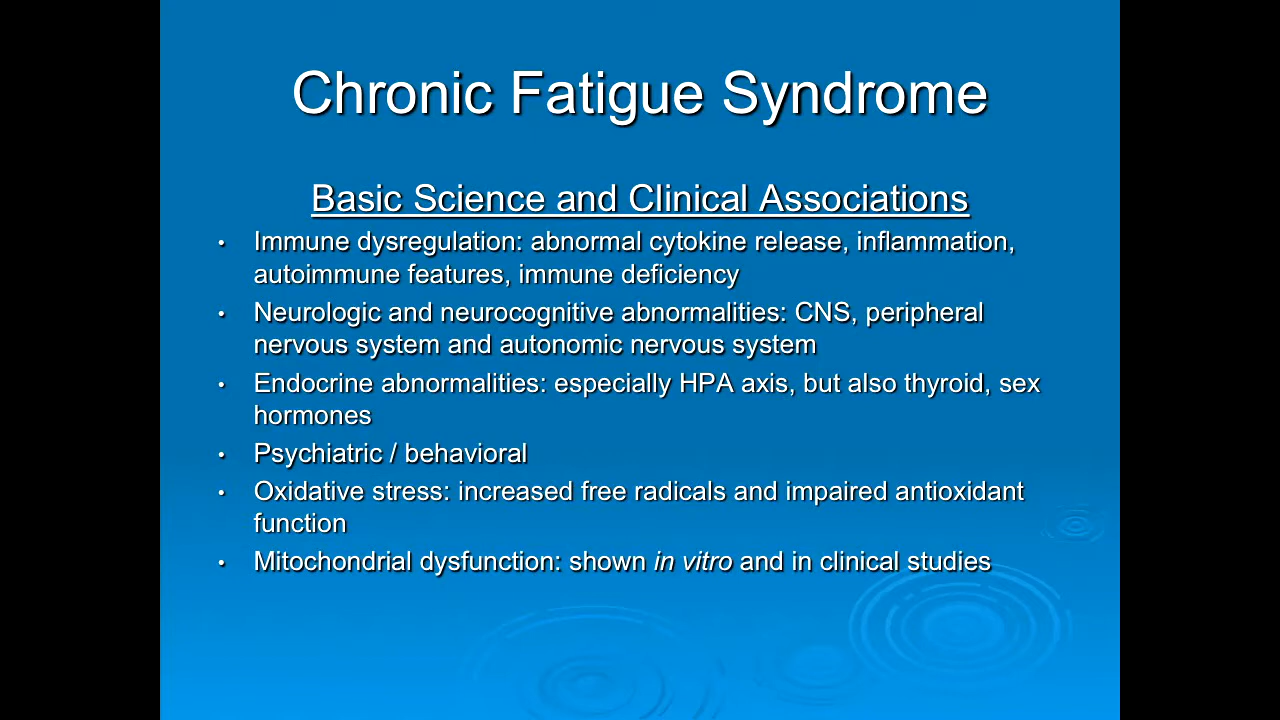 Chronic Fatigue Syndrome
Basic Science and Clinical Associations
• Immune dysregulation: abnormal cytokine release, inflammation,
autoimmune features, immune deficiency
• Neurologic and neurocognitive abnormalities: CNS, peripheral
nervous system and autonomic nervous system
• Endocrine abnormalities: especially HPA axis, but also thyroid, sex
hormones
• Psychiatric / behavioral
• Oxidative stress: increased free radicals and impaired antioxidant
function
• Mitochondrial dysfunction: shown in vitro and in clinical studies